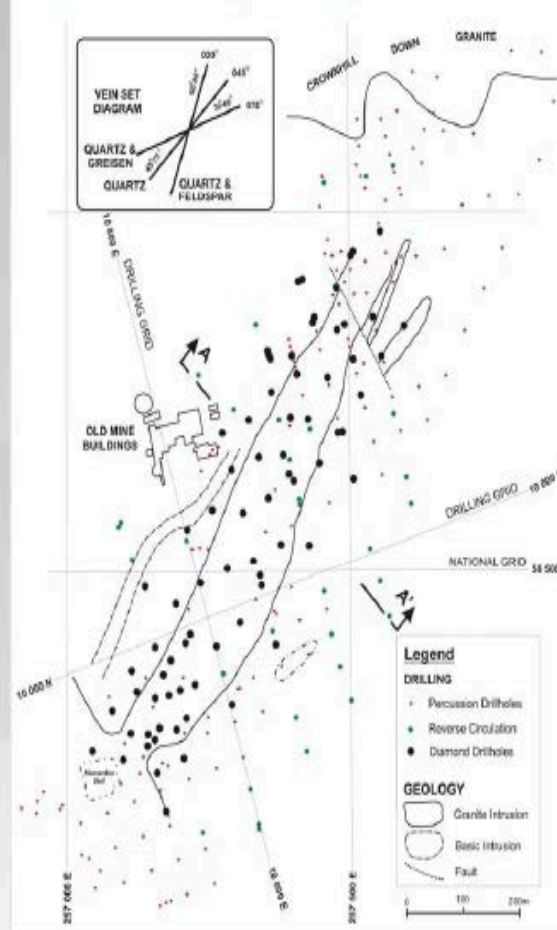 CROWNHILL DOWN GRANITE
VEIN SET
DIAGRAM
QUARTZ &
GREISEN
QUARTZ
QUARTZ &
FELDSPAR
DRILLING GRID
A
OLD MINE
BUILDINGS
DRILLING GRID
NATIONAL GRID
10 000 N
A'
Legend
DRILLING
Percussion Drillholes
Reverse Circulation
Diamond Drillholes
GEOLOGY
Granite Intrusion
Basic Intrusion
Fault
0 100 200m
257 000 E
257 500 E